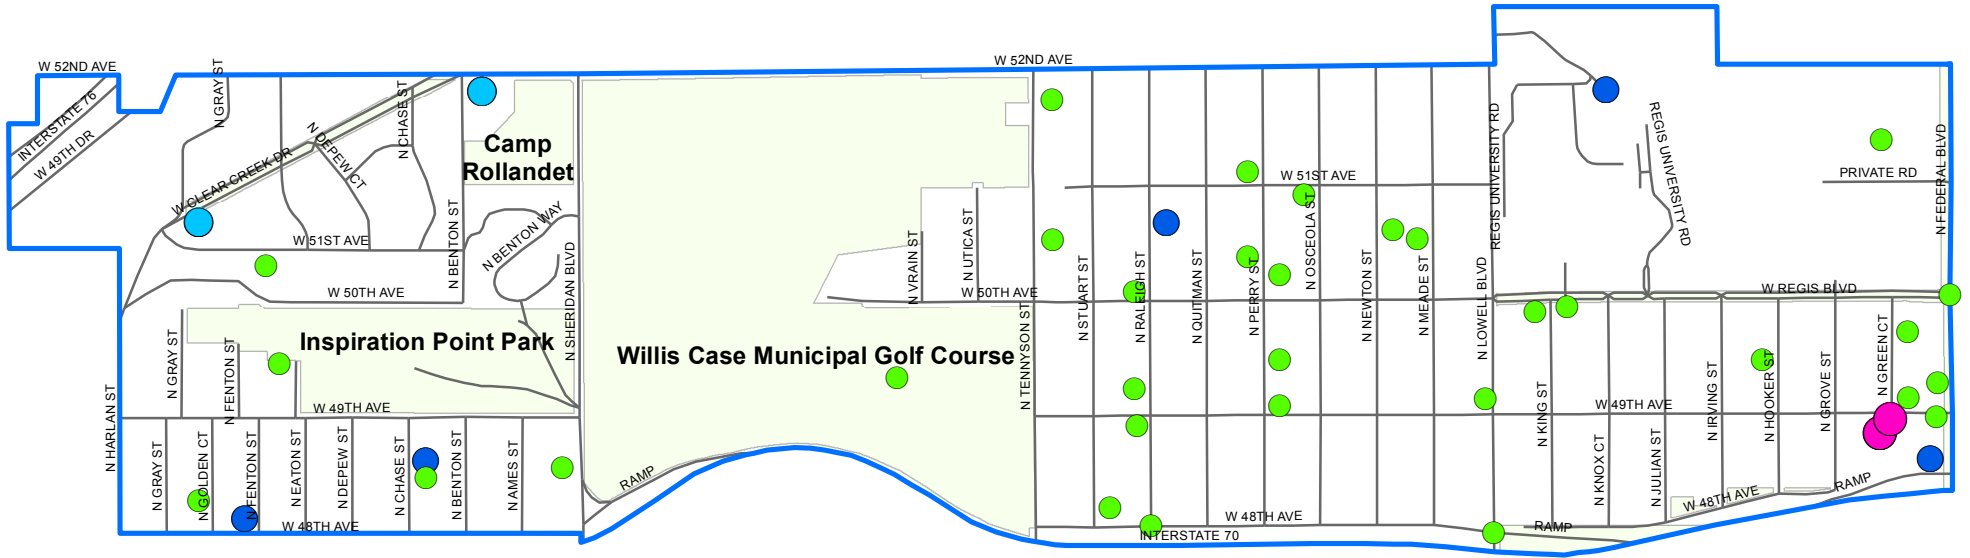 W 52ND AVE
W 52ND AVE
INTERSTATE 76
W 49TH DR
N GRAY ST
N DEPEW CT
N CHASE ST
W CLEAR CREEK DR
Camp
Rollandet
W 51ST AVE
N BENTON ST
N BENTON WAY
N SHERIDAN BLVD
W 50TH AVE
Inspiration Point Park
N GRAY ST
N FENTON ST
N HARLAN ST
W 49TH AVE
N GRAY ST
N GOLDEN CT
N FENTON ST
N EATON ST
N DEPEW ST
N CHASE ST
N BENTON ST
N AMES ST
W 48TH AVE
RAMP
Willis Case Municipal Golf Course
N VRAIN ST
N UTICA ST
W 50TH AVE
N TENNYSON ST
N STUART ST
N RALEIGH ST
N QUITMAN ST
N PERRY ST
N OSCEOLA ST
W 51ST AVE
N NEWTON ST
N MEADE ST
N LOWELL BLVD
REGIS UNIVERSITY RD
REGIS UNIVERSITY RD
PRIVATE RD
N FEDERAL BLVD
W REGIS BLVD
W 49TH AVE
N KING ST
N KNOX CT
N JULIAN ST
N IRVING ST
N HOOKER ST
N GROVE ST
N GREEN CT
W 48TH AVE
INTERSTATE 70
RAMP
W 48TH AVE
RAMP